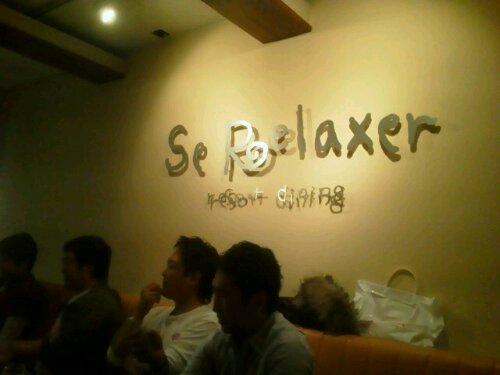 Se Relaxer
resort dining